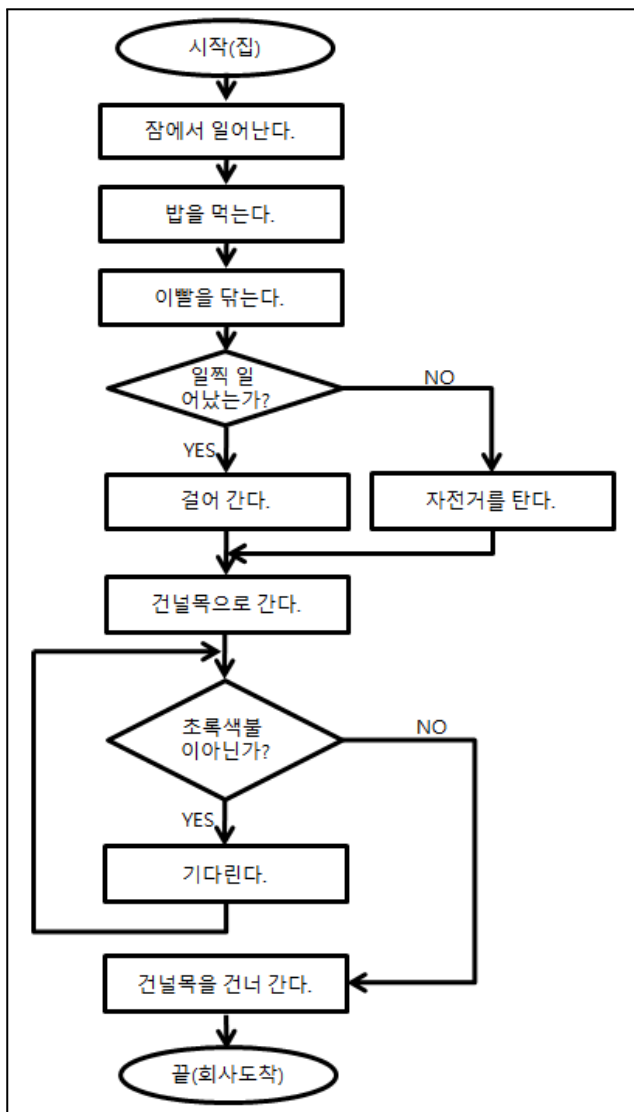 시작(집)
잠에서 일어난다.
밥을 먹는다.
이빨을 닦는다.
일찍 일
어났는가?
NO
YES
걸어 간다.
자전거를 탄다.
건널목으로 간다.
초록색불
이아닌가?
NO
YES
기다린다.
건널목을 건너 간다.
끝(회사도착)